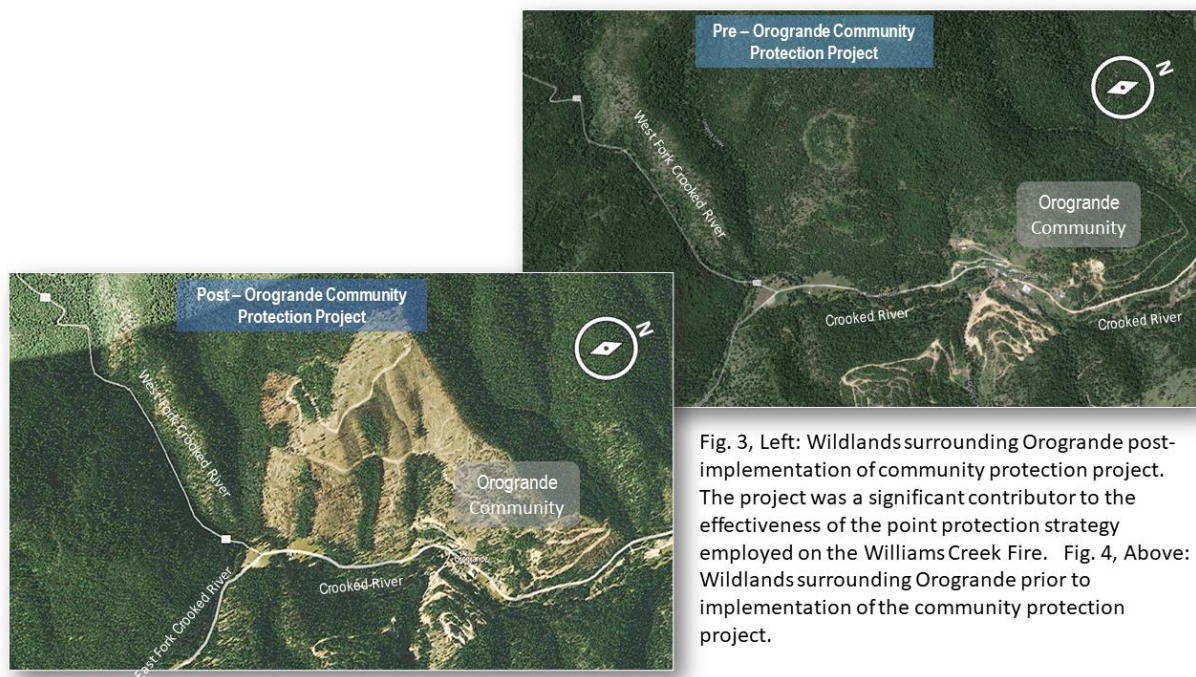 Pre – Orogrande Community
Protection Project
N
West Fork Crooked River
Orogrande
Community
Crooked River
Crooked River
Post – Orogrande Community
Protection Project
N
West Fork Crooked River
Orogrande
Community
Orogrande
Crooked River
East Fork Crooked River
Fig. 3, Left: Wildlands surrounding Orogrande post-
implementation of community protection project.
The project was a significant contributor to the
effectiveness of the point protection strategy
employed on the Williams Creek Fire. Fig. 4, Above:
Wildlands surrounding Orogrande prior to
implementation of the community protection
project.